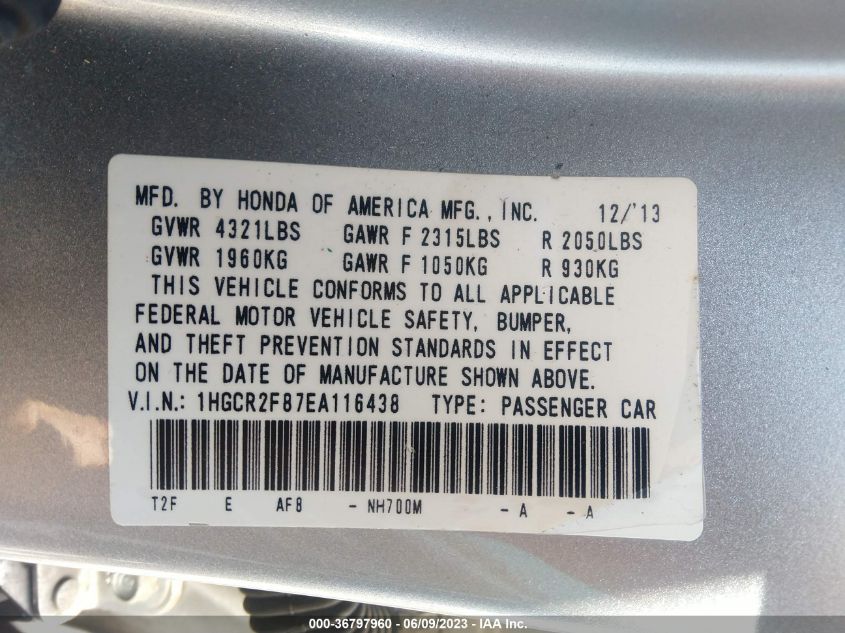 MFD. BY HONDA OF AMERICA MFG., INC. 12/'13
GVWR 4321LBS GAWR F 2315LBS R 2050LBS
GVWR 1960KG GAWR F 1050KG R 930KG
THIS VEHICLE CONFORMS TO ALL APPLICABLE
FEDERAL MOTOR VEHICLE SAFETY, BUMPER,
AND THEFT PREVENTION STANDARDS IN EFFECT
ON THE DATE OF MANUFACTURE SHOWN ABOVE.
V.I.N.: 1HGCR2F87EA116438 TYPE: PASSENGER CAR
T2F E AF8 - NH700M - A - A
000-36797960 - 06/09/2023 - IAA Inc.